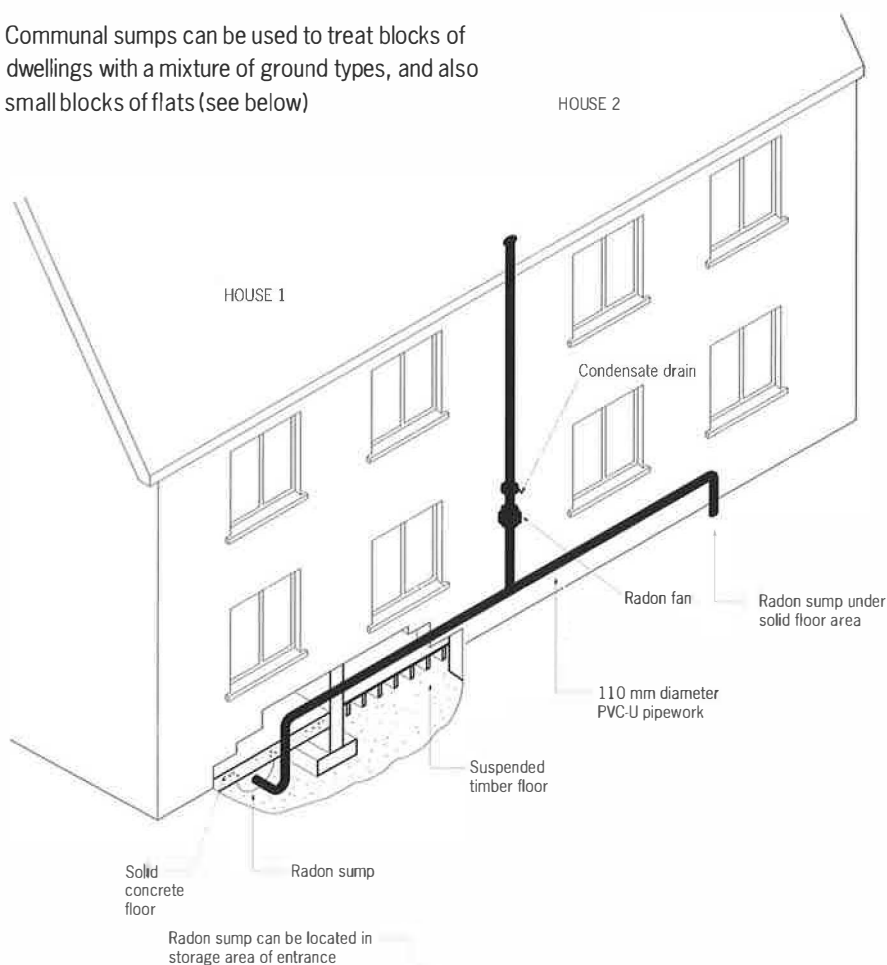 Communal sumps can be used to treat blocks of
dwellings with a mixture of ground types, and also
small blocks of flats (see below)
HOUSE 2
HOUSE 1
Condensate drain
Radon fan
Radon sump under
solid floor area
110 mm diameter
PVC-U pipework
Suspended
timber floor
Solid
concrete
floor
Radon sump
Radon sump can be located in
storage area of entrance